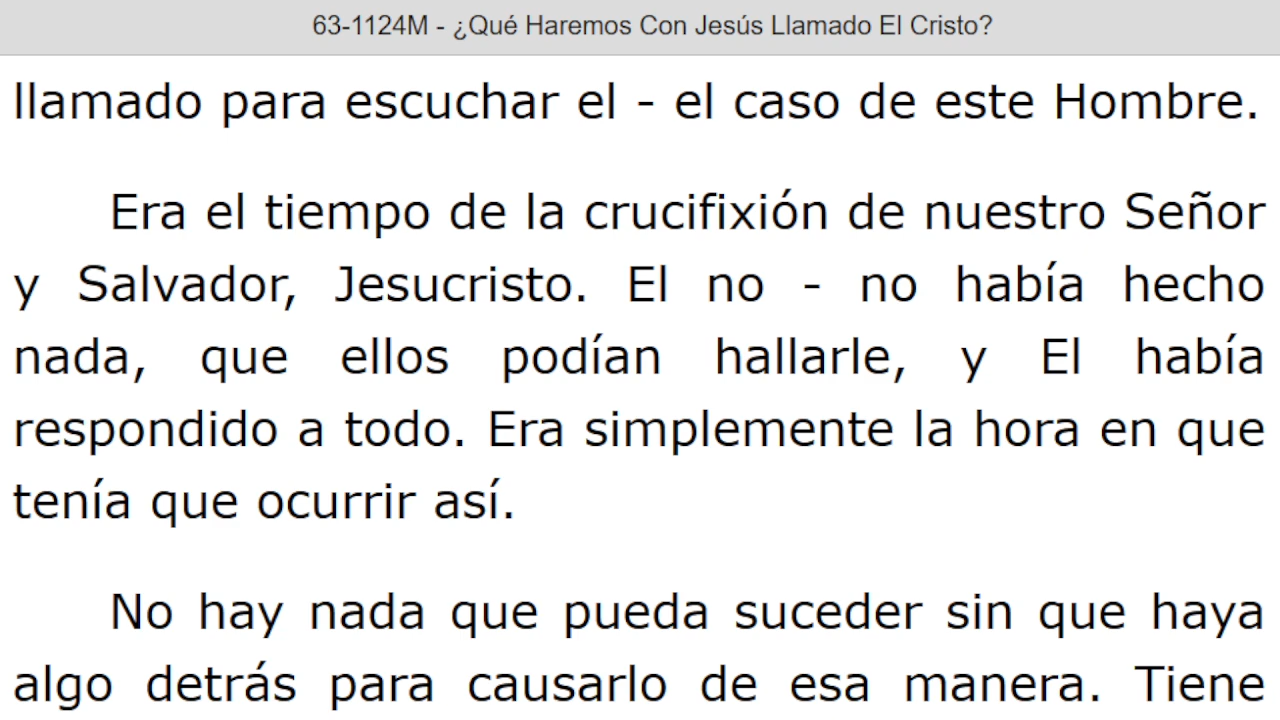 63-1124M - ¿Qué Haremos Con Jesús Llamado El Cristo?
llamado para escuchar el - el caso de este Hombre.
Era el tiempo de la crucifixión de nuestro Señor
y Salvador, Jesucristo. El no - no había hecho
nada, que ellos podían hallarle, y El había
respondido a todo. Era simplemente la hora en que
tenía que ocurrir así.
No hay nada que pueda suceder sin que haya
algo detrás para causarlo de esa manera. Tiene